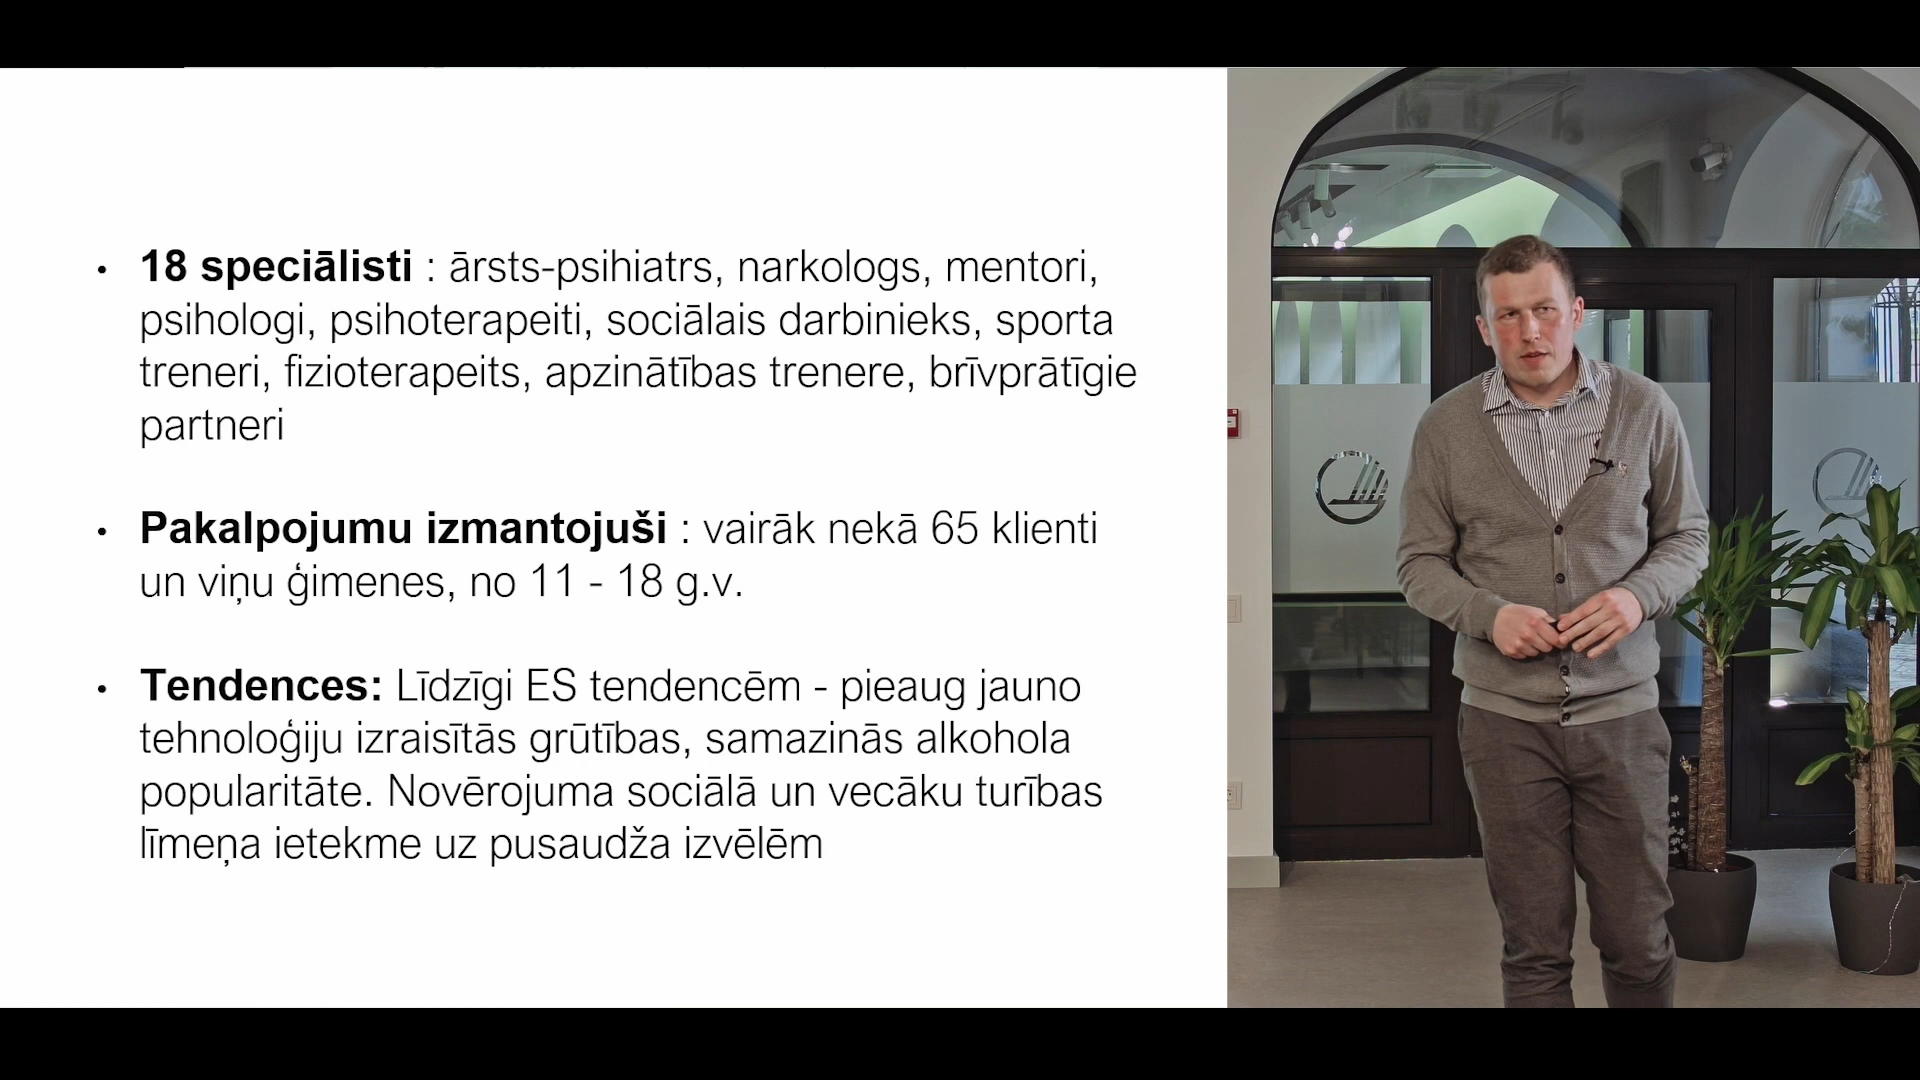 • 18 speciālisti : ārsts-psihiatrs, narkologs, mentori,
psihologi, psihoterapeiti, sociālais darbinieks, sporta
treneri, fizioterapeits, apzinātības trenere, brīvprātīgie
partneri
• Pakalpojumu izmantojuši : vairāk nekā 65 klienti
un viņu ģimenes, no 11 - 18 g.v.
• Tendences: Līdzīgi ES tendencēm - pieaug jauno
tehnoloģiju izraisītās grūtības, samazinās alkohola
popularitāte. Novērojuma sociālā un vecāku turības
līmeņa ietekme uz pusaudža izvēlēm